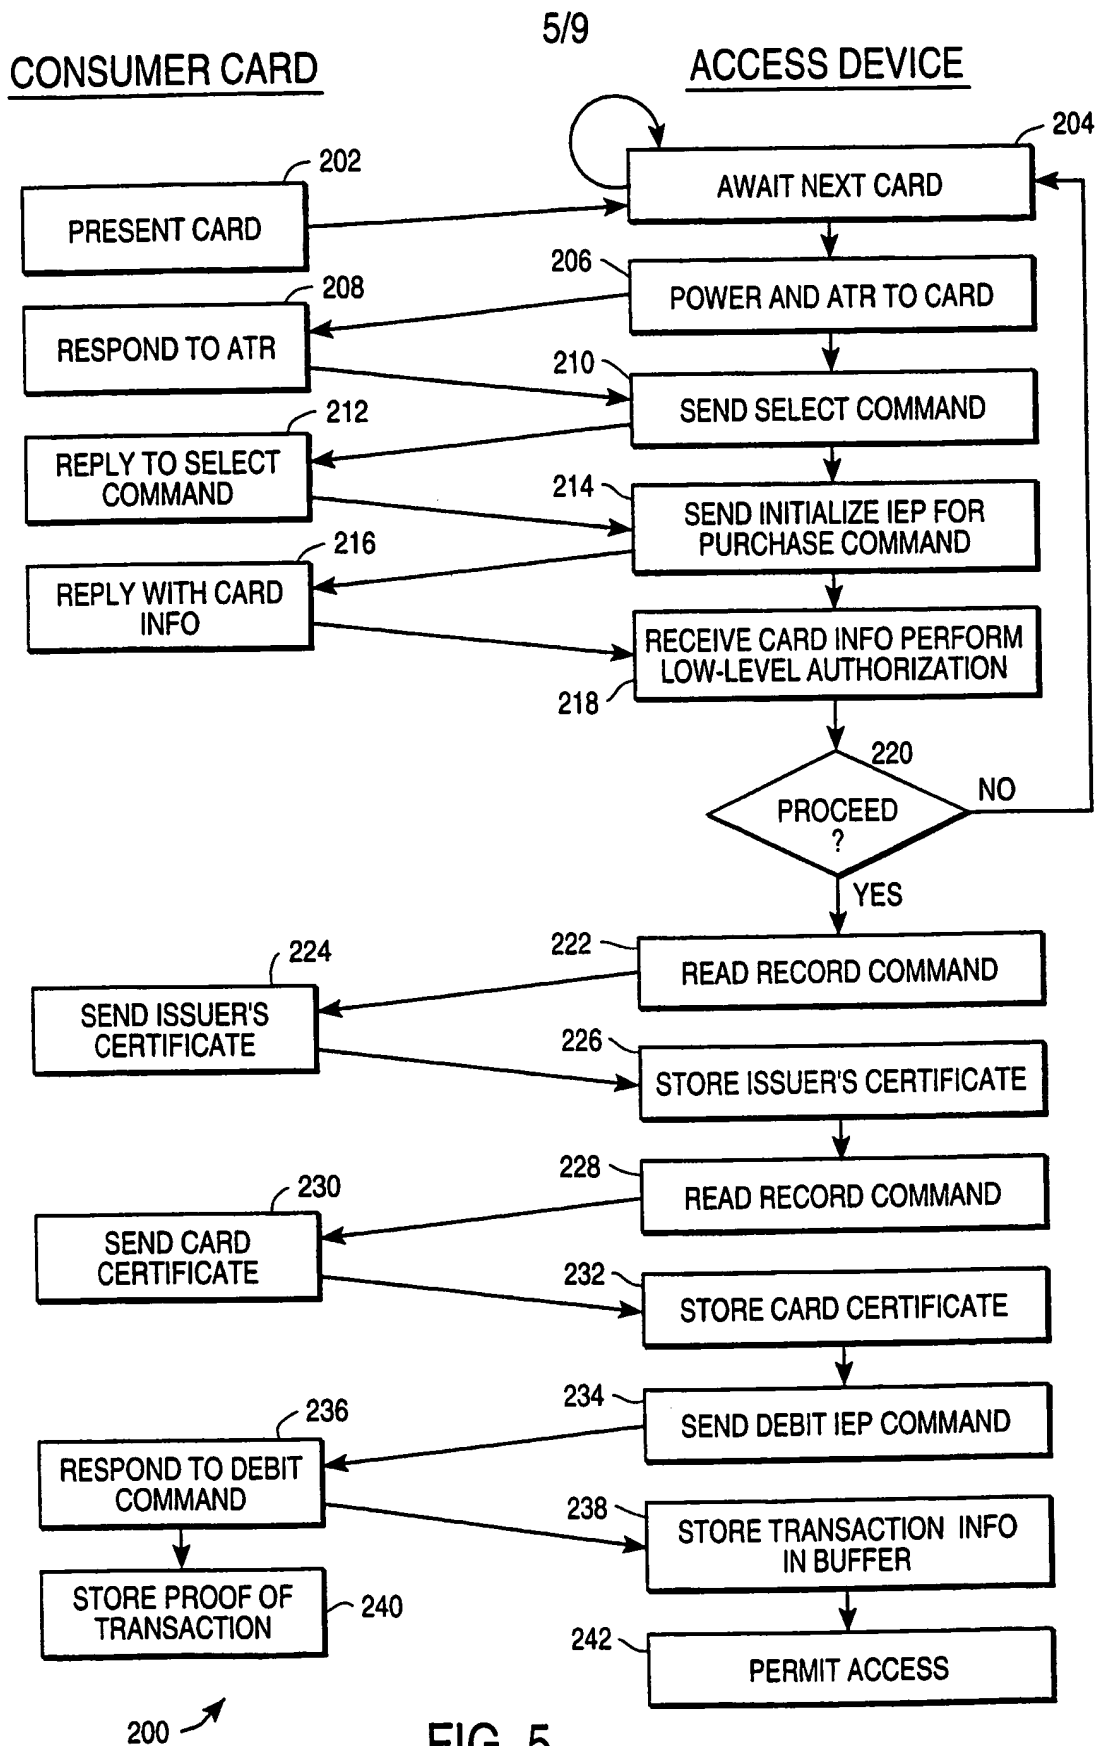 5/9
CONSUMER CARD
ACCESS DEVICE
204
AWAIT NEXT CARD
202
PRESENT CARD
206
POWER AND ATR TO CARD
208
RESPOND TO ATR
210
SEND SELECT COMMAND
212
REPLY TO SELECT
COMMAND
214
SEND INITIALIZE IEP FOR
PURCHASE COMMAND
216
REPLY WITH CARD
INFO
RECEIVE CARD INFO PERFORM
LOW-LEVEL AUTHORIZATION
218
220
PROCEED
?
NO
YES
222
READ RECORD COMMAND
224
SEND ISSUER'S
CERTIFICATE
226
STORE ISSUER'S CERTIFICATE
228
READ RECORD COMMAND
230
SEND CARD
CERTIFICATE
232
STORE CARD CERTIFICATE
234
SEND DEBIT IEP COMMAND
236
RESPOND TO DEBIT
COMMAND
238
STORE TRANSACTION INFO
IN BUFFER
STORE PROOF OF
TRANSACTION
240
242
PERMIT ACCESS
200
FIG. 5